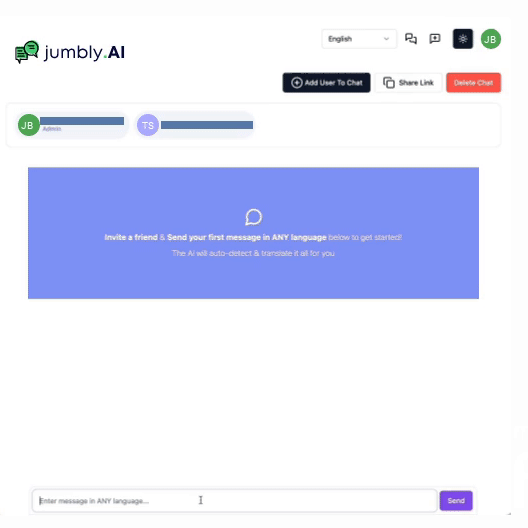 English
JB
jumbly.AI
Add User To Chat
Share Link
Delete Chat
JB
Admin
TS
Invite a friend & Send your first message in ANY language below to get started!
The AI will auto-detect & translate it all for you
Enter message in ANY language...
Send